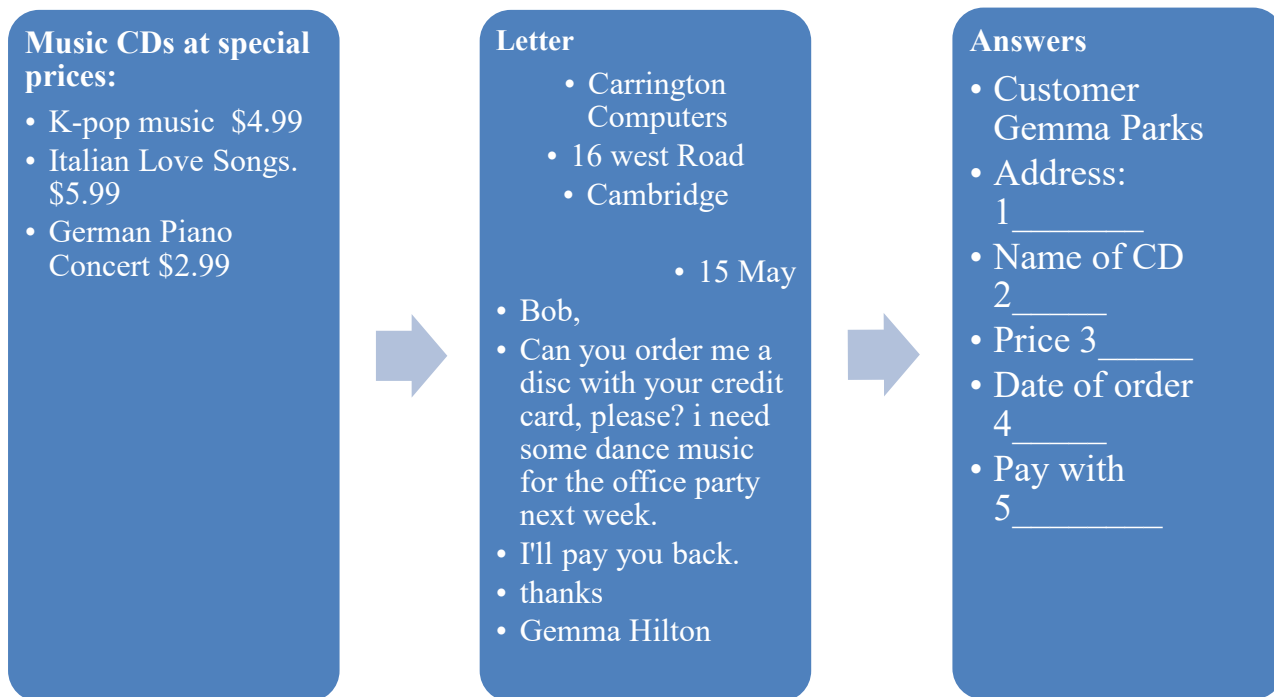 Music CDs at special
prices:
• K-pop music $4.99
• Italian Love Songs.
$5.99
• German Piano
Concert $2.99
Letter
• Carrington
Computers
• 16 west Road
• Cambridge
• 15 May
• Bob,
• Can you order me a
disc with your credit
card, please? i need
some dance music
for the office party
next week.
• I'll pay you back.
• thanks
• Gemma Hilton
Answers
• Customer
Gemma Parks
• Address:
1_______
• Name of CD
2_____
• Price 3_____
• Date of order
4_____
• Pay with
5________